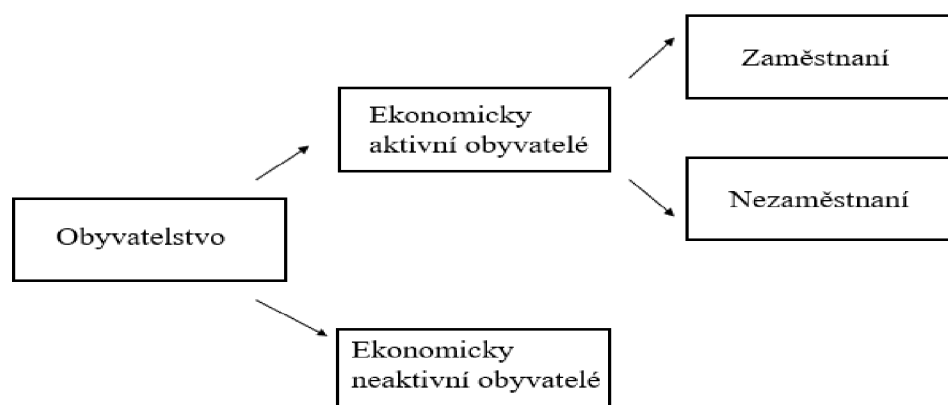 Zaměstnaní
Ekonomicky
aktivní obyvatelé
Nezaměstnaní
Obyvatelstvo
Ekonomicky
neaktivní obyvatelé